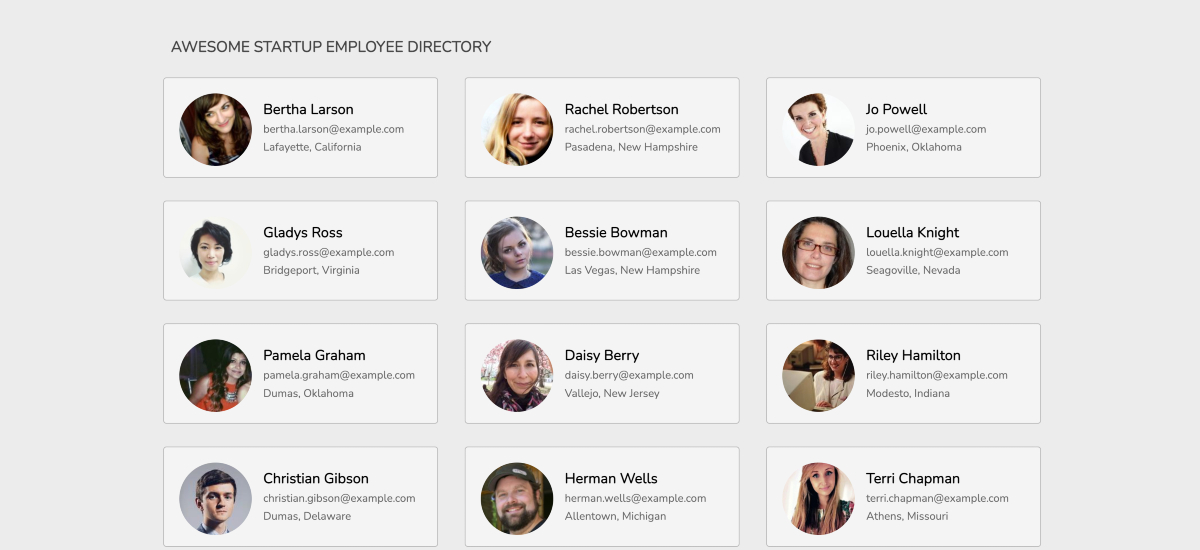 AWESOME STARTUP EMPLOYEE DIRECTORY
Bertha Larson
bertha.larson@example.com
Lafayette, California
Rachel Robertson
rachel.robertson@example.com
Pasadena, New Hampshire
Jo Powell
jo.powell@example.com
Phoenix, Oklahoma
Gladys Ross
gladys.ross@example.com
Bridgeport, Virginia
Bessie Bowman
bessie.bowman@example.com
Las Vegas, New Hampshire
Louella Knight
louella.knight@example.com
Seagoville, Nevada
Pamela Graham
pamela.graham@example.com
Dumas, Oklahoma
Daisy Berry
daisy.berry@example.com
Vallejo, New Jersey
Riley Hamilton
riley.hamilton@example.com
Modesto, Indiana
Christian Gibson
christian.gibson@example.com
Dumas, Delaware
Herman Wells
herman.wells@example.com
Allentown, Michigan
Terri Chapman
terri.chapman@example.com
Athens, Missouri